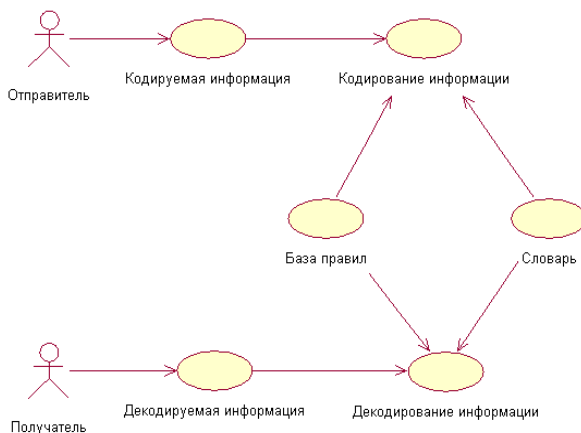 Кодируемая информация
Кодирование информации
Отправитель
База правил
Словарь
Декодируемая информация
Декодирование информации
Получатель